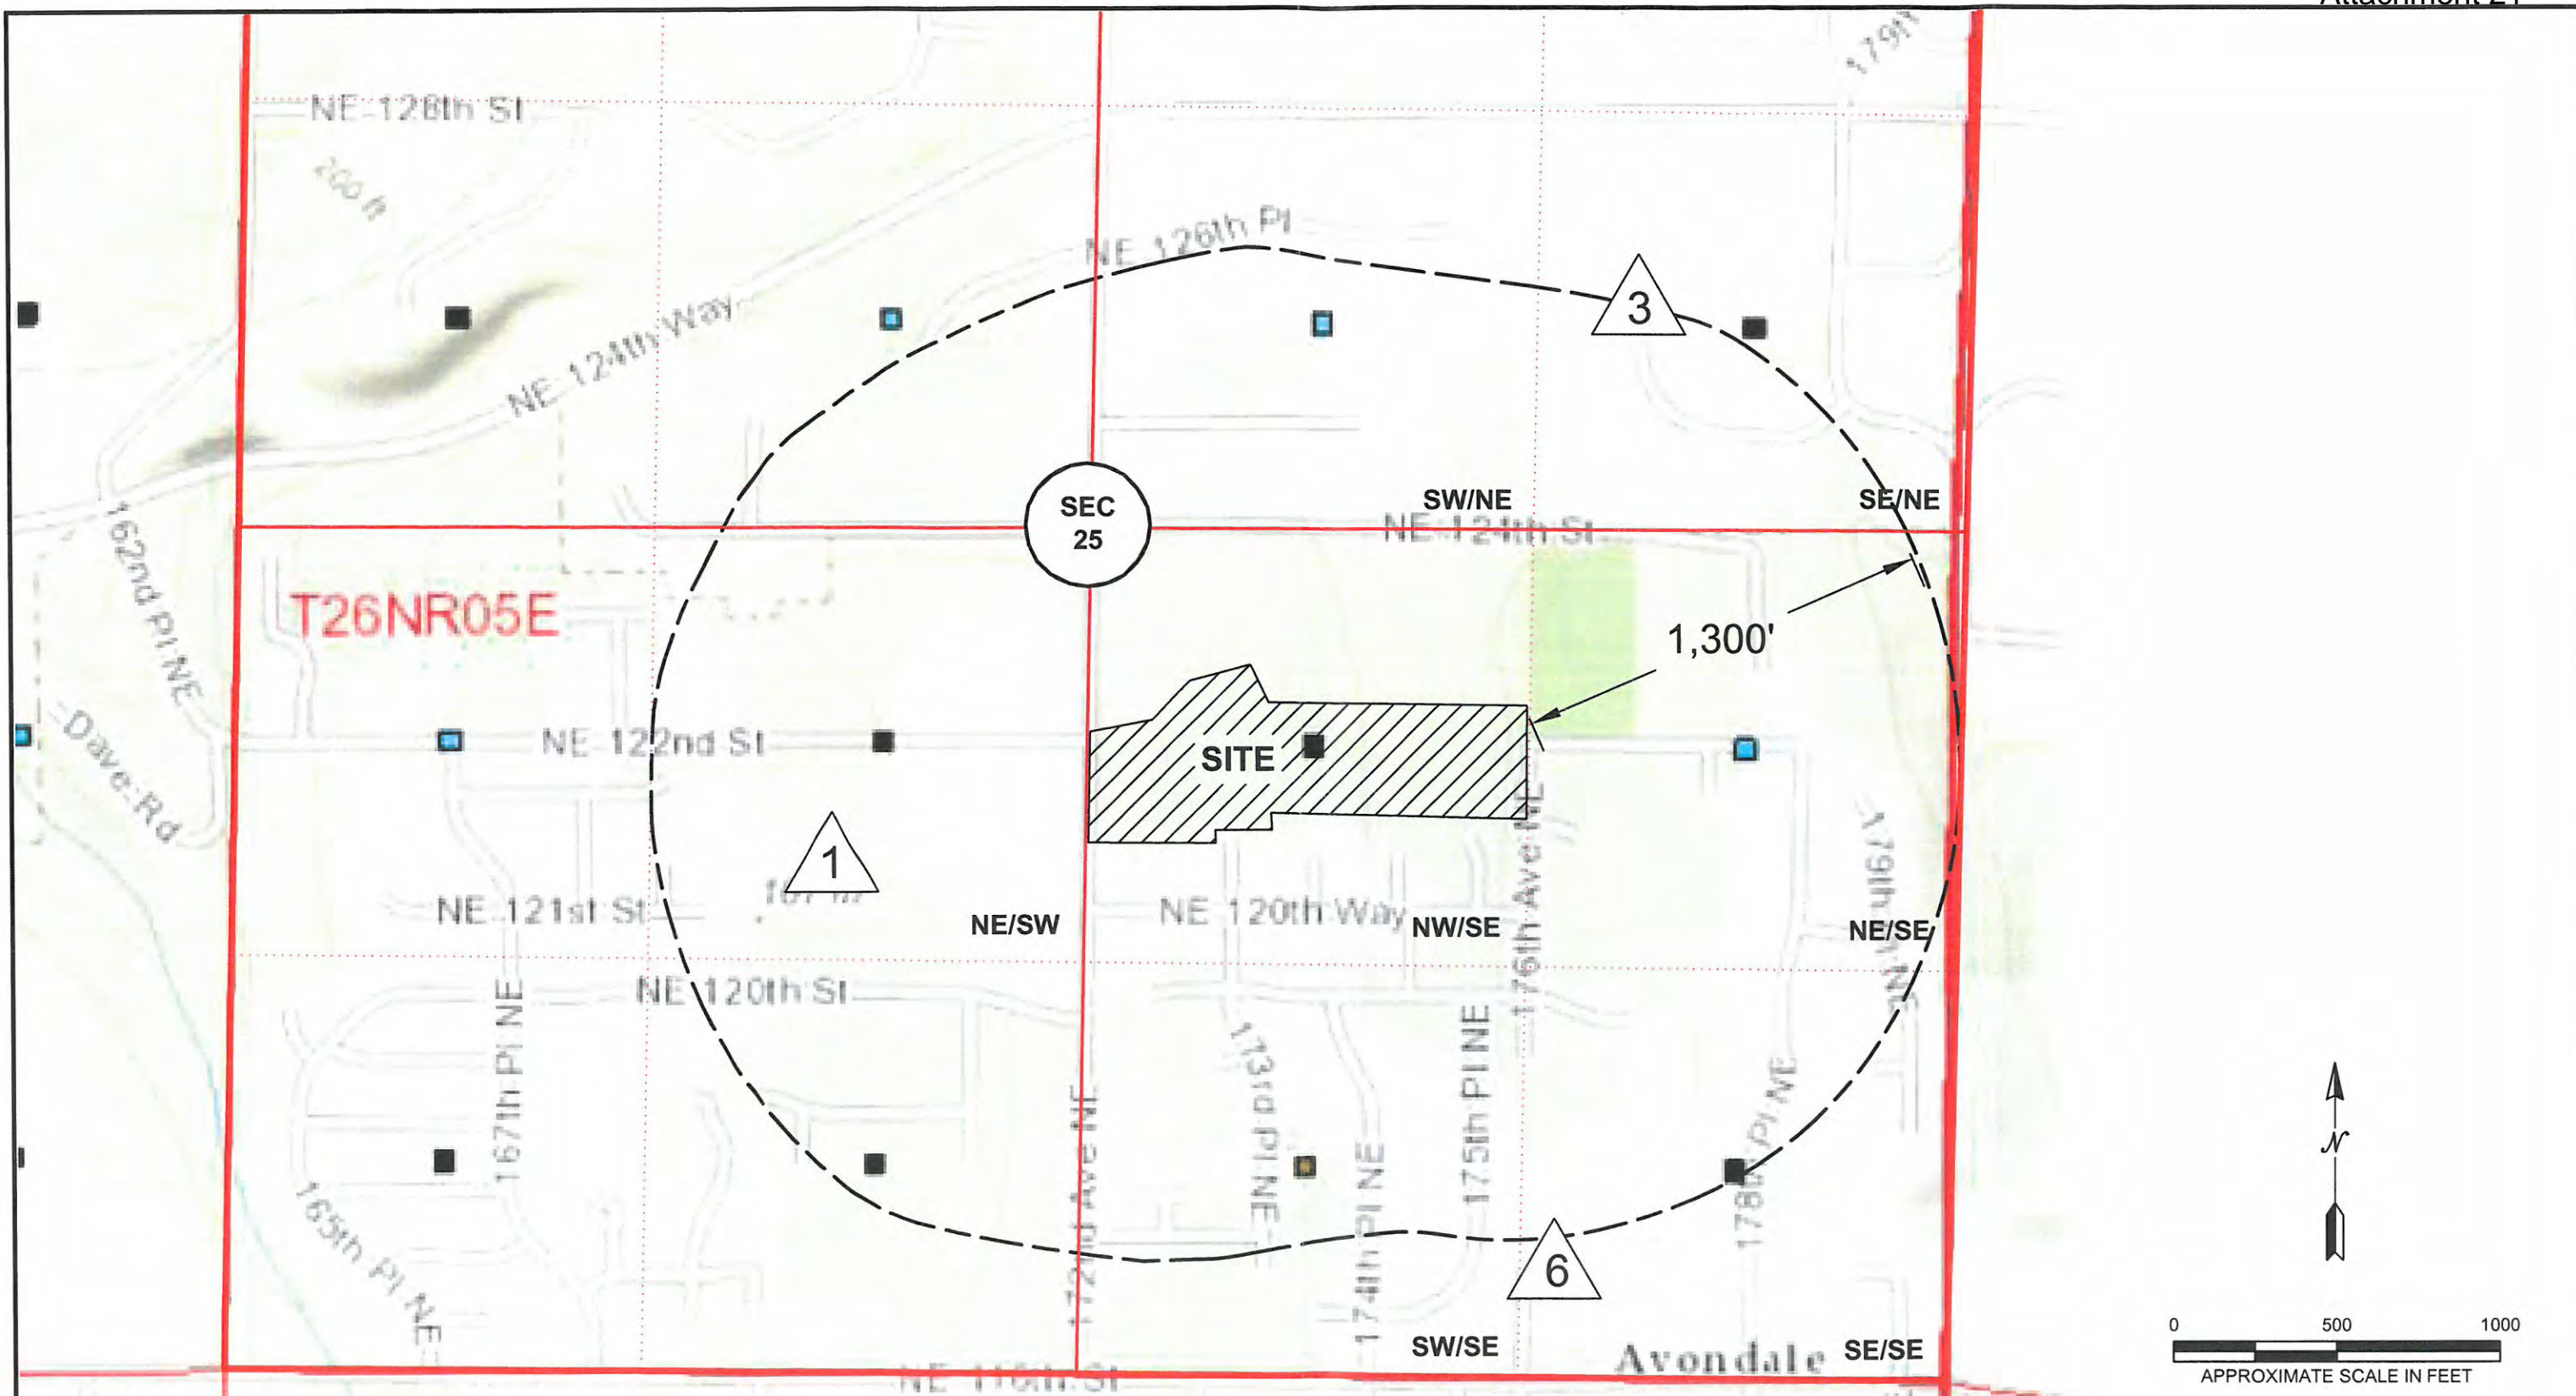 NE 128th St
200 ft
NE 126th Pl
NE 124th Way
3
SEC
25
SW/NE
SE/NE
NE 124th St
162nd Pl NE
T26NR05E
1,300'
Dave Rd
NE 122nd St
SITE
1
176th Ave NE
179th
NE 121st St
NE/SW
NE 120th Way
NW/SE
NE/SE
NE 120th St
167th Pl NE
172nd Ave NE
173rd Pl NE
174th Pl NE
175th Pl NE
178th Pl NE
165th Pl NE
6
SW/SE
Avondale
SE/SE
NE 116th St
N
0 500 1000
APPROXIMATE SCALE IN FEET